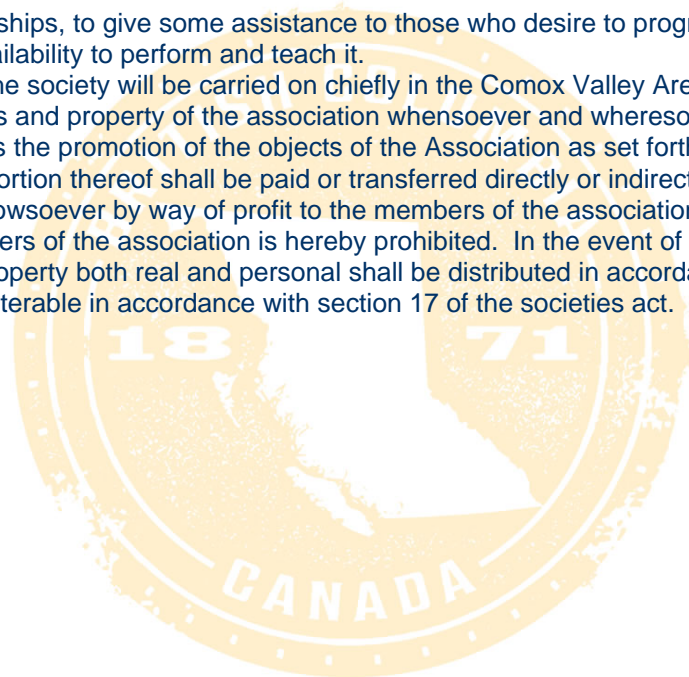 ships, to give some assistance to those who desire to prog
ailability to perform and teach it.
ne society will be carried on chiefly in the Comox Valley Are
s and property of the association whensoever and whereso
s the promotion of the objects of the Association as set forth
ortion thereof shall be paid or transferred directly or indirect
owsoever by way of profit to the members of the association
ers of the association is hereby prohibited.  In the event of
operty both real and personal shall be distributed in accorda
terable in accordance with section 17 of the societies act.
BRITISH COLUMBIA
18 71
CANADA